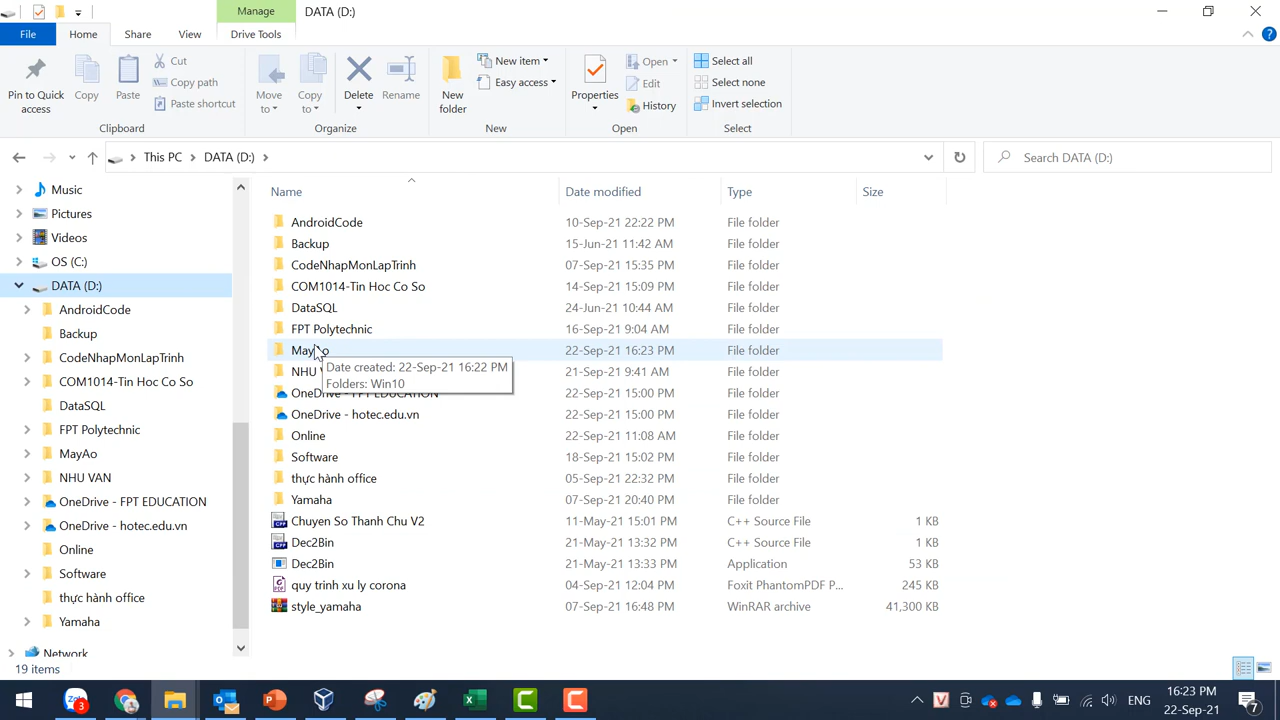 Manage
DATA (D:)
File
Home
Share
View
Drive Tools
Pin to Quick access
Copy
Paste
Cut
Copy path
Paste shortcut
Clipboard
Move to
Copy to
Delete
Rename
Organize
New folder
New item
Easy access
New
Properties
Open
Edit
History
Open
Select all
Select none
Invert selection
Select
This PC
DATA (D:)
Search DATA (D:)
Music
Pictures
Videos
OS (C:)
DATA (D:)
AndroidCode
Backup
CodeNhapMonLapTrinh
COM1014-Tin Hoc Co So
DataSQL
FPT Polytechnic
MayAo
NHU VAN
OneDrive - FPT EDUCATION
OneDrive - hotec.edu.vn
Online
Software
thực hành office
Yamaha
Network
Name Date modified Type Size
AndroidCode 10-Sep-21 22:22 PM File folder
Backup 15-Jun-21 11:42 AM File folder
CodeNhapMonLapTrinh 07-Sep-21 15:35 PM File folder
COM1014-Tin Hoc Co So 14-Sep-21 15:09 PM File folder
DataSQL 24-Jun-21 10:44 AM File folder
FPT Polytechnic 16-Sep-21 9:04 AM File folder
MayAo 22-Sep-21 16:23 PM File folder
NHU 21-Sep-21 9:41 AM File folder
OneDrive - FPT EDUCATION 22-Sep-21 15:00 PM File folder
OneDrive - hotec.edu.vn 22-Sep-21 15:00 PM File folder
Online 22-Sep-21 11:08 AM File folder
Software 18-Sep-21 15:02 PM File folder
thực hành office 05-Sep-21 22:32 PM File folder
Yamaha 07-Sep-21 20:40 PM File folder
Chuyen So Thanh Chu V2 11-May-21 15:01 PM C++ Source File 1 KB
Dec2Bin 21-May-21 13:32 PM C++ Source File 1 KB
Dec2Bin 21-May-21 13:33 PM Application 53 KB
quy trinh xu ly corona 04-Sep-21 12:04 PM Foxit PhantomPDF P... 245 KB
style_yamaha 07-Sep-21 16:48 PM WinRAR archive 41,300 KB
Date created: 22-Sep-21 16:22 PM
Folders: Win10
19 items
ENG
16:23 PM
22-Sep-21